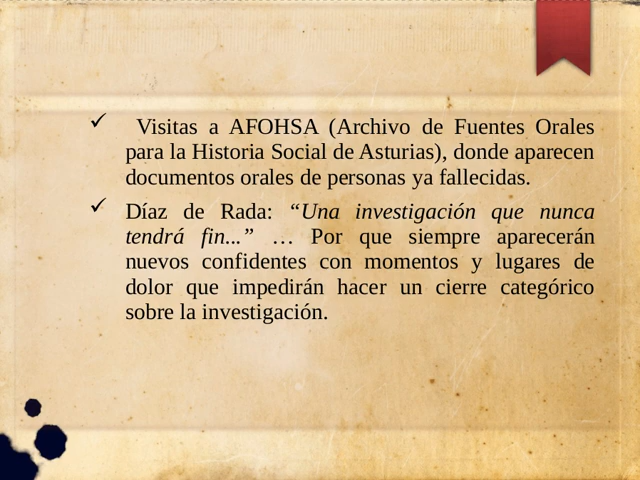 ✓ Visitas a AFOHSA (Archivo de Fuentes Orales
para la Historia Social de Asturias), donde aparecen
documentos orales de personas ya fallecidas.
✓ Díaz de Rada: “Una investigación que nunca
tendrá fin...” … Por que siempre aparecerán
nuevos confidentes con momentos y lugares de
dolor que impedirán hacer un cierre categórico
sobre la investigación.